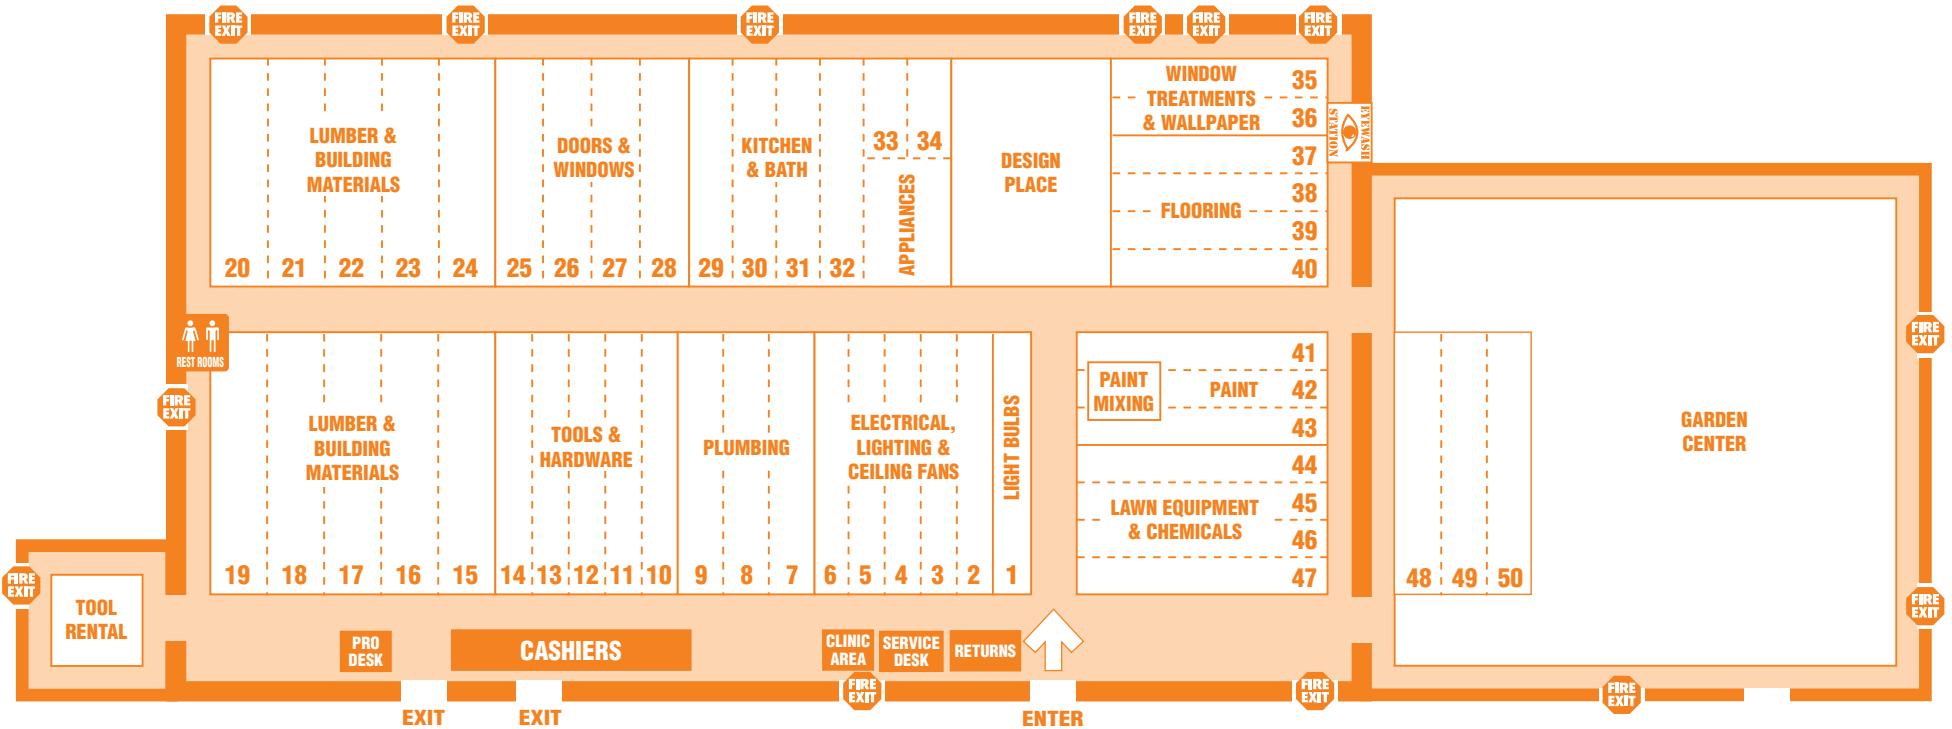 FIRE
EXIT
FIRE
EXIT
FIRE
EXIT
FIRE
EXIT
FIRE
EXIT
FIRE
EXIT
LUMBER &
BUILDING
MATERIALS
20 21 22 23 24
DOORS &
WINDOWS
25 26 27 28
KITCHEN
& BATH
29 30 31 32
33 34
APPLIANCES
DESIGN
PLACE
WINDOW
TREATMENTS
& WALLPAPER
35
36
EYEWASH
STATION
FLOORING
37
38
39
40
REST ROOMS
FIRE
EXIT
LUMBER &
BUILDING
MATERIALS
19 18 17 16 15
TOOLS &
HARDWARE
14 13 12 11 10
PLUMBING
9 8 7
ELECTRICAL,
LIGHTING &
CEILING FANS
6 5 4 3 2
LIGHT BULBS
1
PAINT
MIXING
PAINT
41
42
43
LAWN EQUIPMENT
& CHEMICALS
44
45
46
47
48 49 50
GARDEN
CENTER
FIRE
EXIT
FIRE
EXIT
FIRE
EXIT
TOOL
RENTAL
PRO
DESK
CASHIERS
CLINIC
AREA
SERVICE
DESK
RETURNS
FIRE
EXIT
FIRE
EXIT
FIRE
EXIT
EXIT
EXIT
ENTER